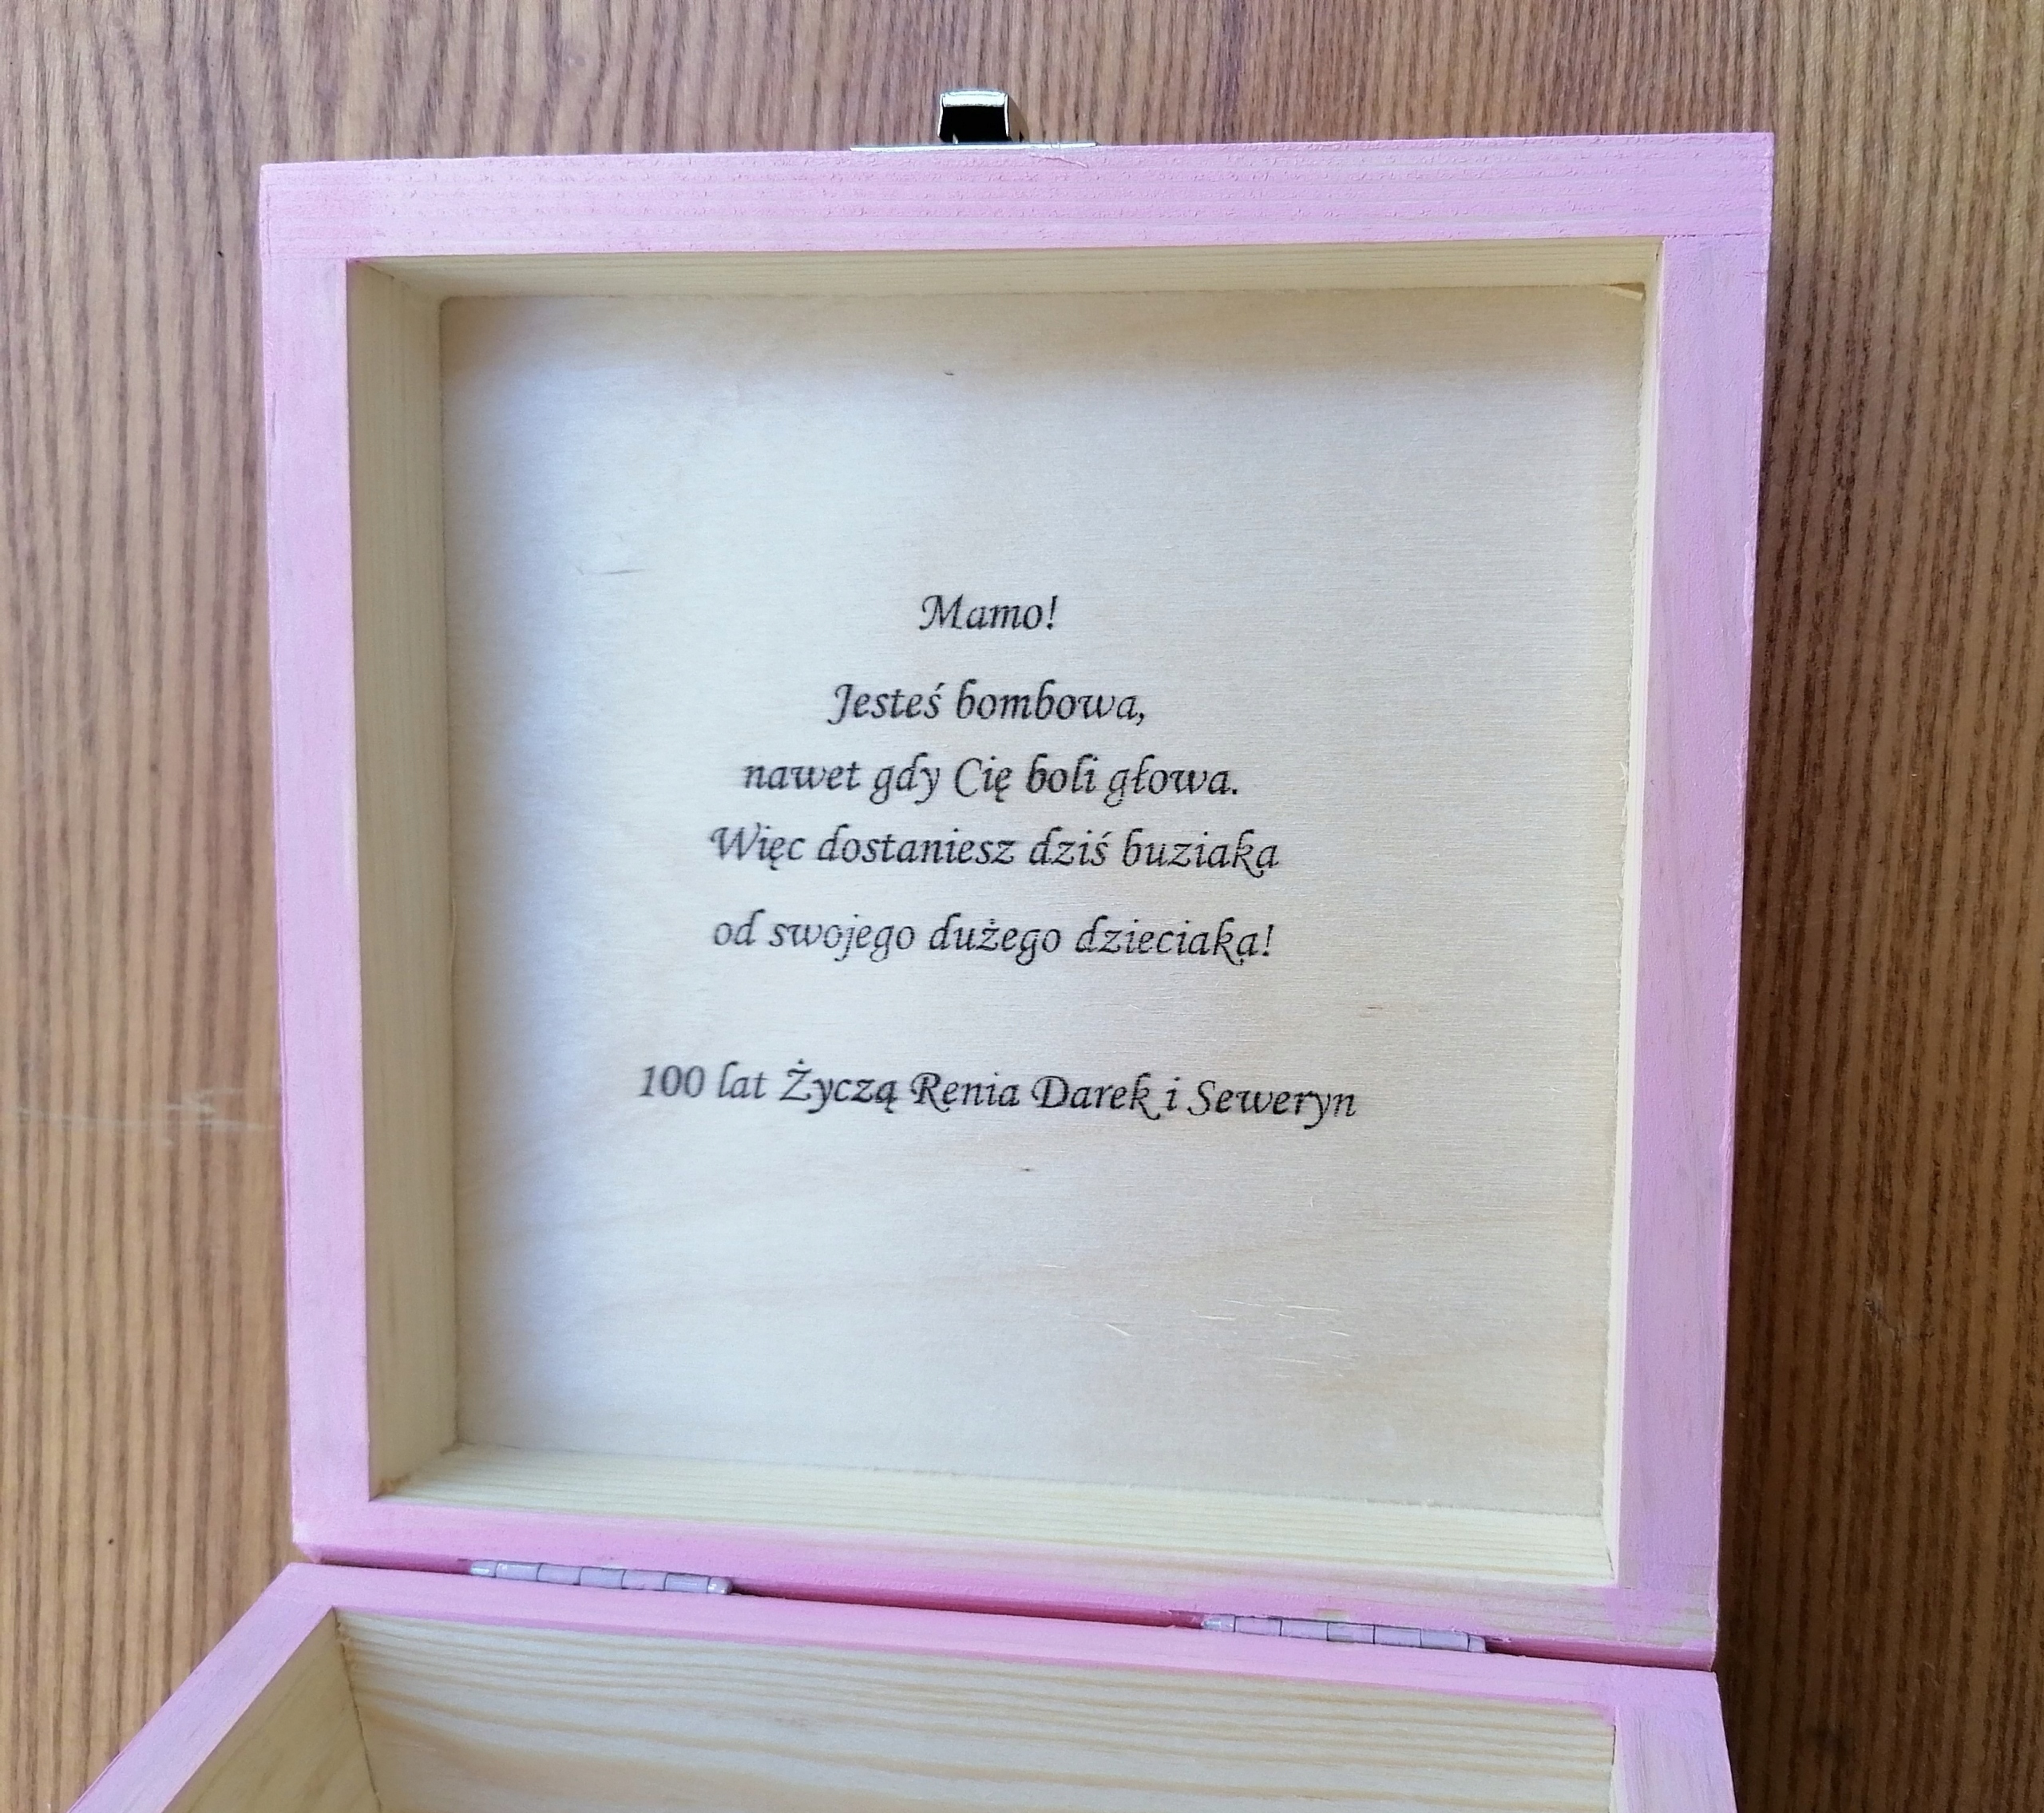 Mamo!
Jesteś bombowa,
nawet gdy Cię boli głowa.
Więc dostaniesz dziś buziaka
od swojego dużego dzieciaka!
100 lat Życzą Renia Darek i Seweryn